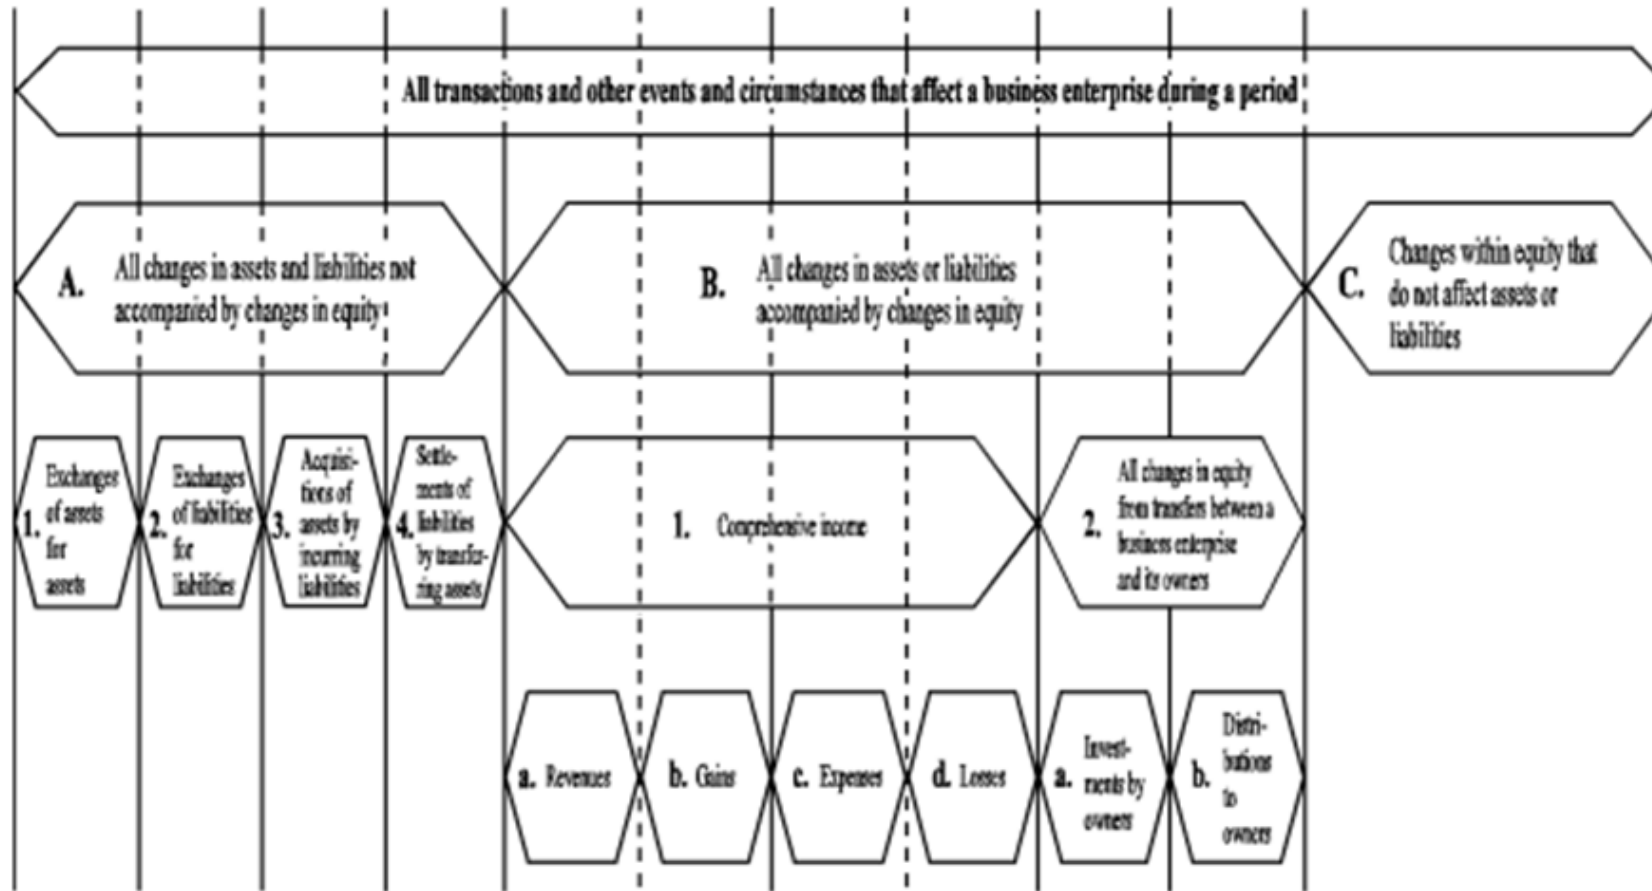 All transactions and other events and circumstances that affect a business enterprise during a period
A.
All changes in assets and liabilities not
accompanied by changes in equity
B.
All changes in assets or liabilities
accompanied by changes in equity
C.
Changes within equity that
do not affect assets or
liabilities
1.
Exchanges
of assets
for
assets
2.
Exchanges
of liabilities
for
liabilities
3.
Acquisi-
tions of
assets by
incurring
liabilities
4.
Settle-
ments of
liabilities
by transfer-
ring assets
1. Comprehensive income
2.
All changes in equity
from transfers between a
business enterprise
and its owners
a. Revenues
b. Gains
c. Expenses
d. Losses
a.
Invest-
ments by
owners
b.
Distri-
butions
to
owners